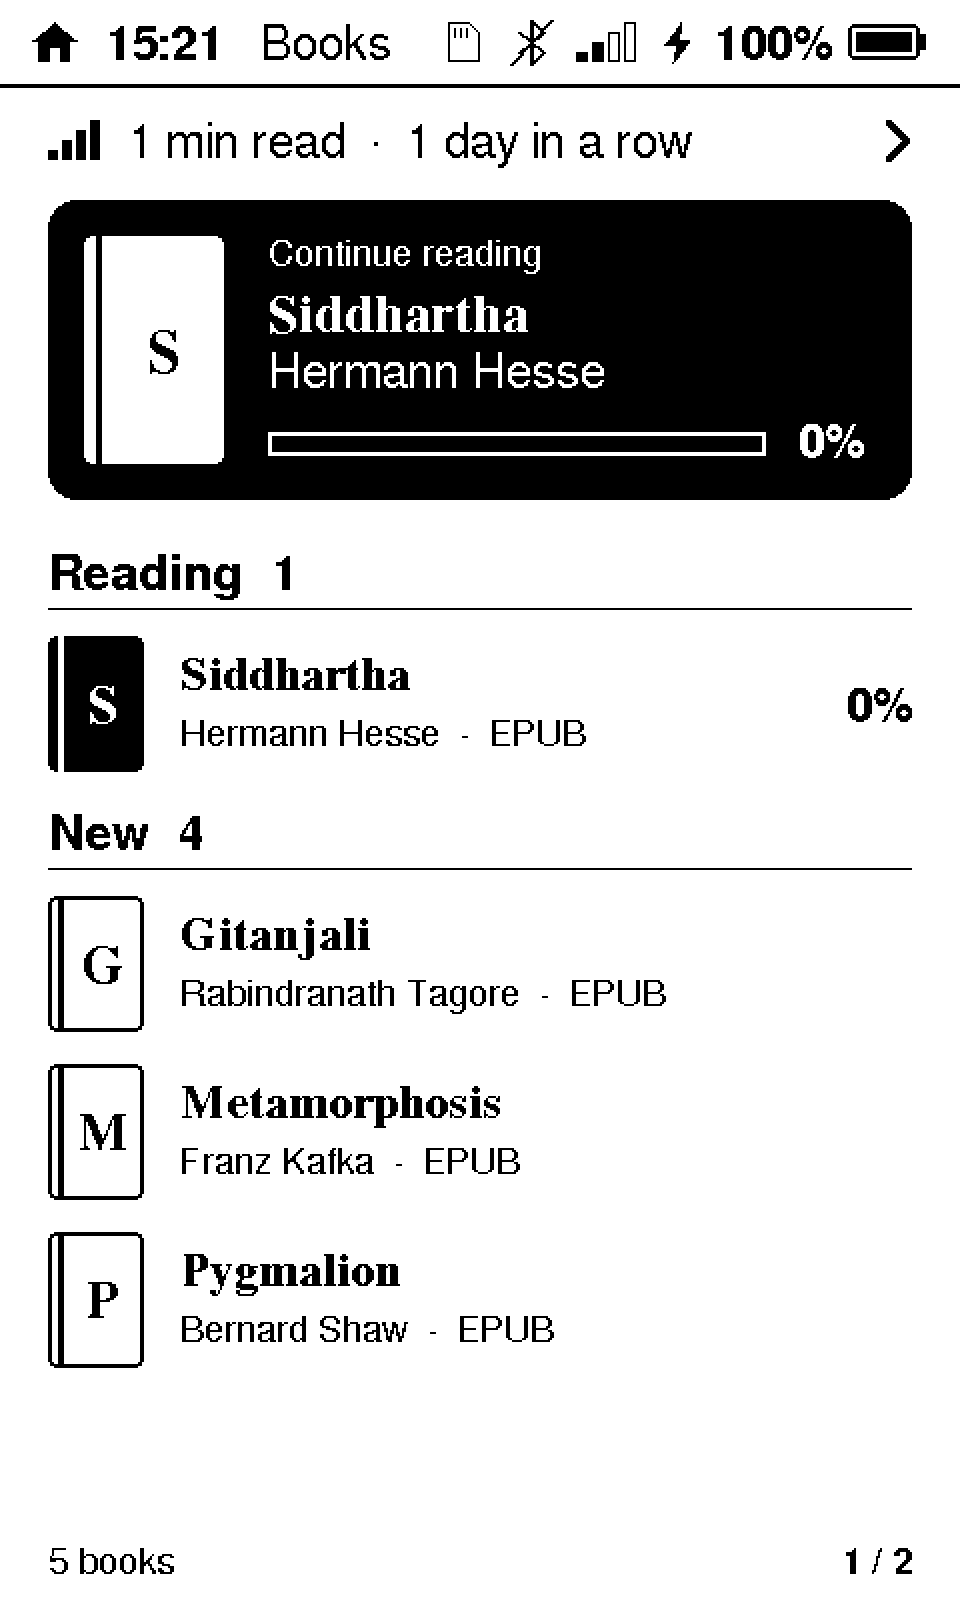 15:21 Books 100%
1 min read · 1 day in a row
S
Continue reading
Siddhartha
Hermann Hesse
0%
Reading 1
S
Siddhartha
0%
Hermann Hesse - EPUB
New 4
G
Gitanjali
Rabindranath Tagore - EPUB
M
Metamorphosis
Franz Kafka - EPUB
P
Pygmalion
Bernard Shaw - EPUB
5 books 1 / 2